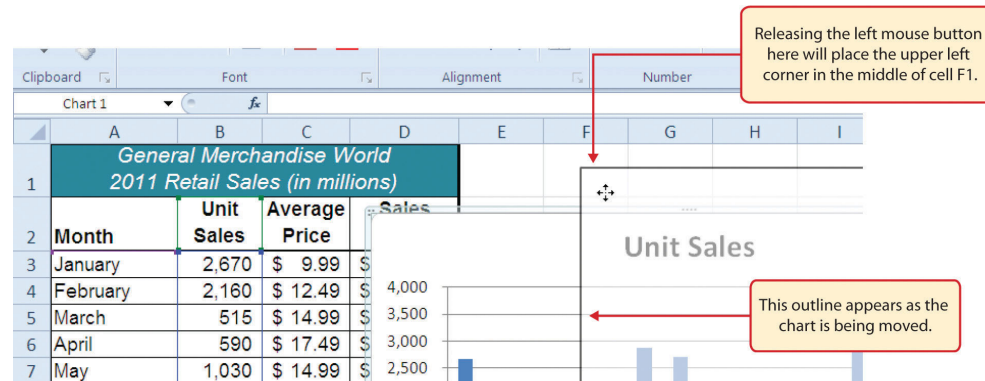 Releasing the left mouse button
here will place the upper left
corner in the middle of cell F1.
Clipboard Font Alignment Number
Chart 1 fx
A B C D E F G H I
General Merchandise World
1 2011 Retail Sales (in millions)
Unit Average Sales
2 Month Sales Price
Unit Sales
3 January 2,670 $ 9.99 $
4 February 2,160 $ 12.49 $ 4,000
5 March 515 $ 14.99 $ 3,500
6 April 590 $ 17.49 $ 3,000
7 May 1,030 $ 14.99 $ 2,500
This outline appears as the
chart is being moved.